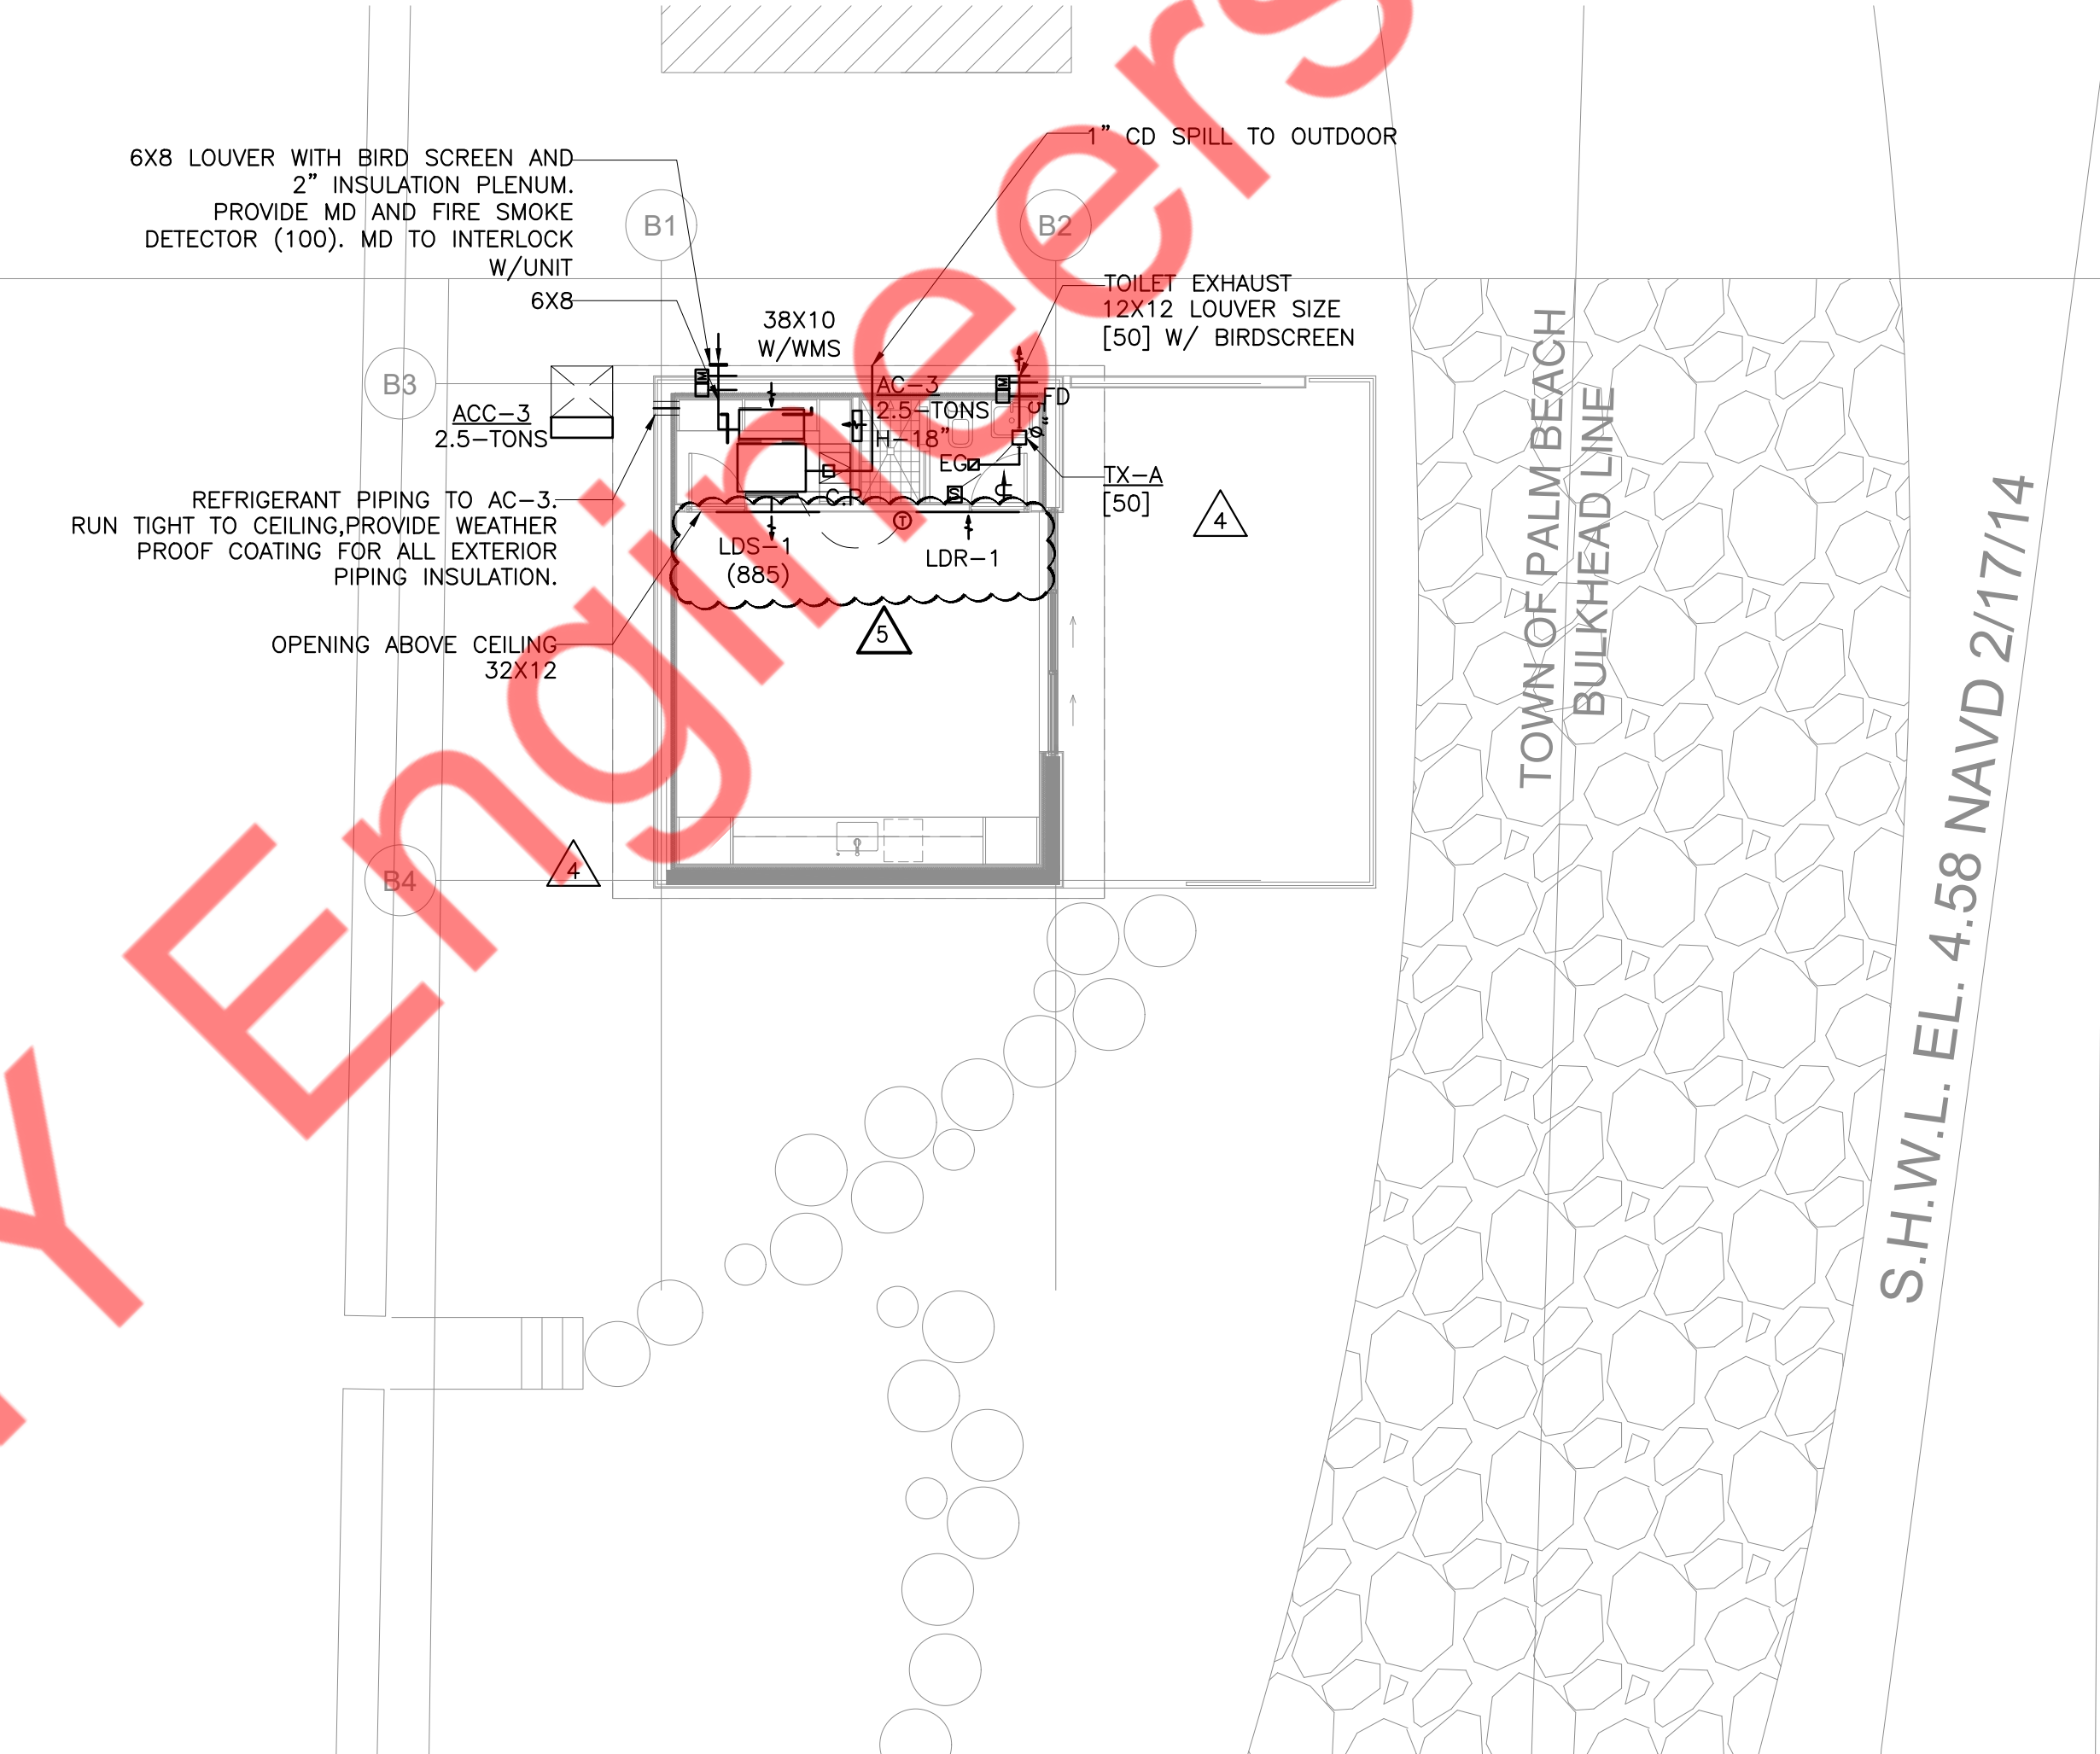 1” CD SPILL TO OUTDOOR
6X8 LOUVER WITH BIRD SCREEN AND
2” INSULATION PLENUM.
PROVIDE MD AND FIRE SMOKE
DETECTOR (100). MD TO INTERLOCK
W/UNIT
6X8
B1
B2
38X10
W/WMS
TOILET EXHAUST
12X12 LOUVER SIZE
[50] W/ BIRDSCREEN
B3
ACC-3
2.5-TONS
M
AC-3
2.5-TONS
H-18”
M
FD
5"ø
EG
S
C.P
T
TX-A
[50]
4
REFRIGERANT PIPING TO AC-3.
RUN TIGHT TO CEILING,PROVIDE WEATHER
PROOF COATING FOR ALL EXTERIOR
PIPING INSULATION.
LDS-1
(885)
LDR-1
5
OPENING ABOVE CEILING
32X12
B4
4
TOWN OF PALM BEACH
BULKHEAD LINE
S.H.W.L. EL. 4.58 NAVD 2/17/14
Y Engineers